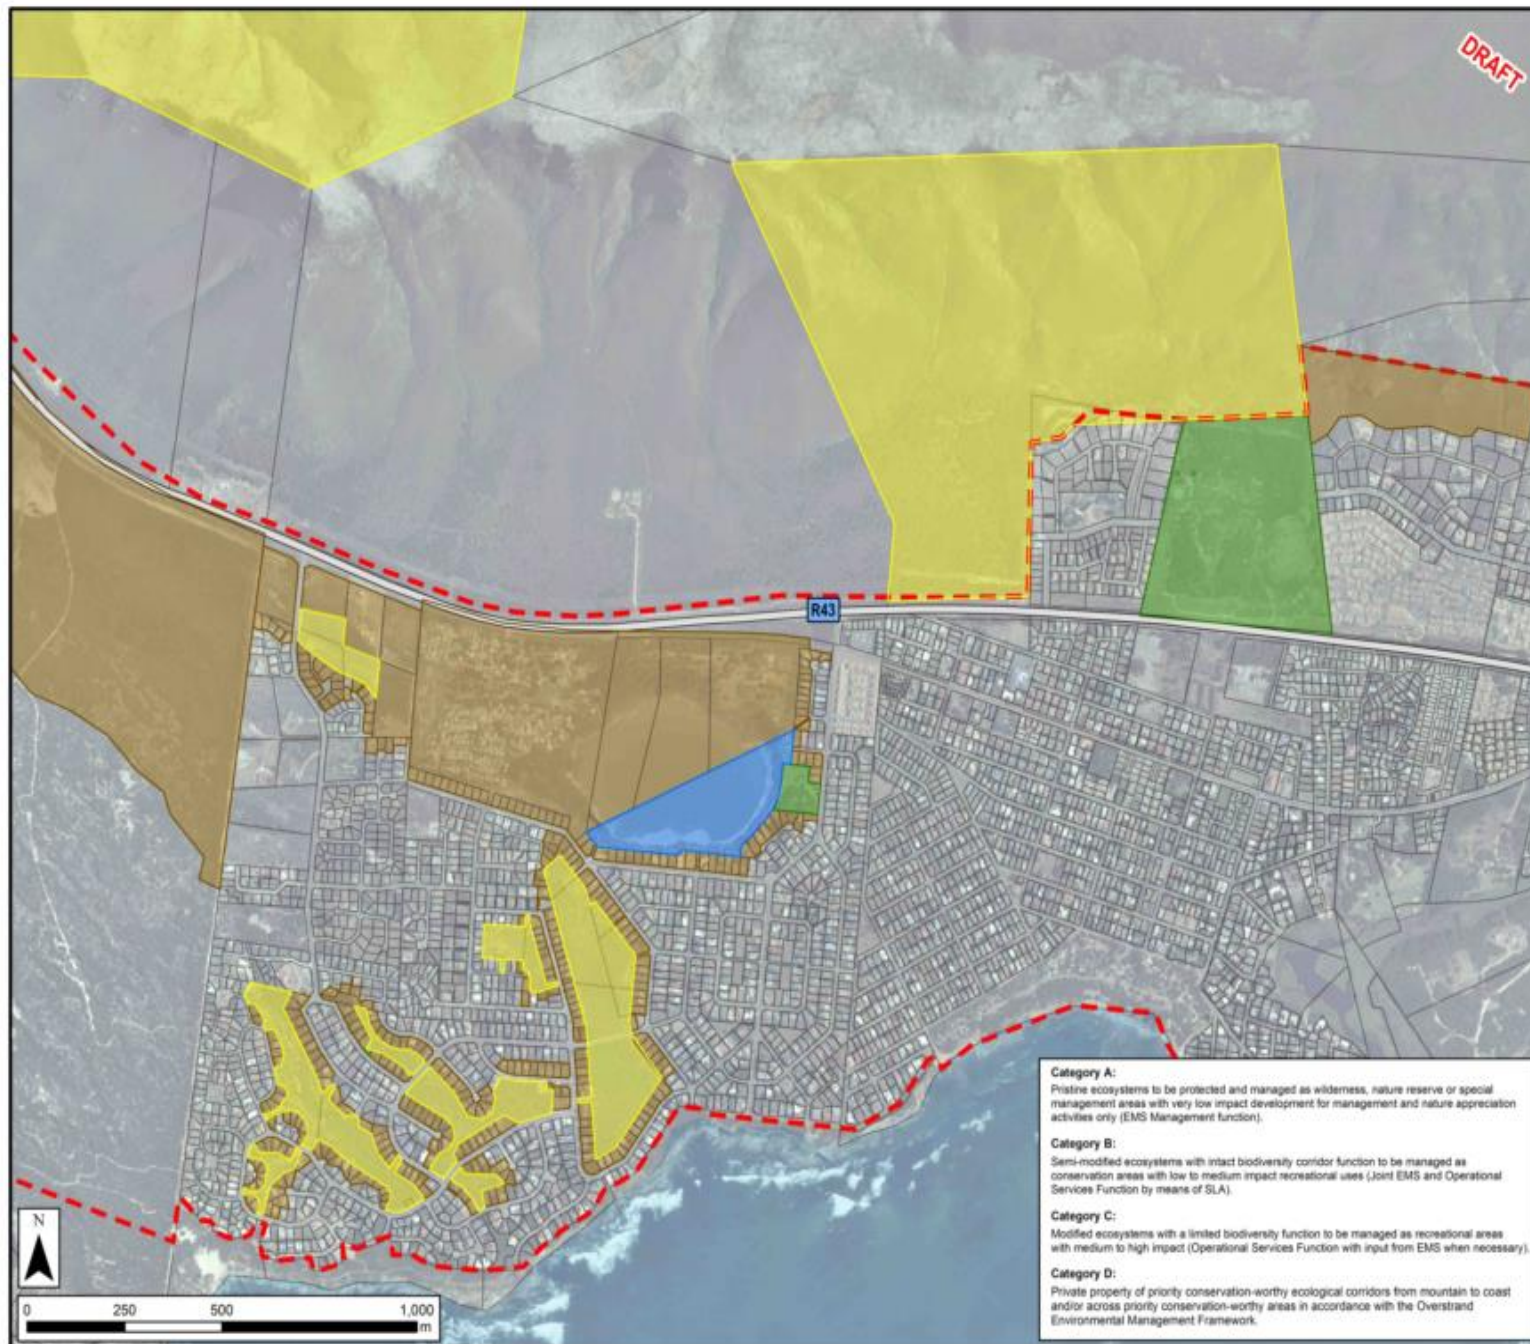 DRAFT
R43
Category A:
Pristine ecosystems to be protected and managed as wilderness, nature reserve or special
management areas with very low impact development for management and nature appreciation
activities only (EMS Management function).
Category B:
Semi-modified ecosystems with intact biodiversity corridor function to be managed as
conservation areas with low to medium impact recreational uses (Joint EMS and Operational
Services Function by means of SLA).
Category C:
Modified ecosystems with a limited biodiversity function to be managed as recreational areas
with medium to high impact (Operational Services Function with input from EMS when necessary).
Category D:
Private property of priority conservation-worthy ecological corridors from mountain to coast
and/or across priority conservation-worthy areas in accordance with the Overstrand
Environmental Management Framework.
N
0 250 500 1,000
m